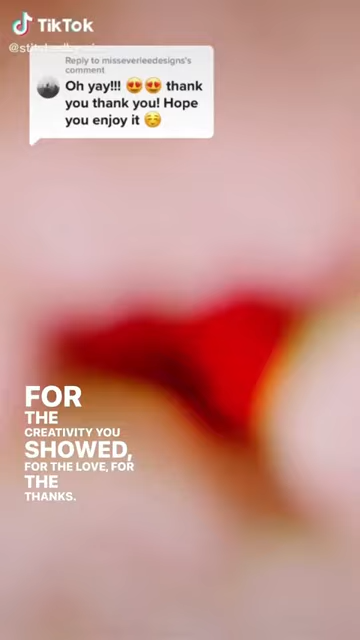 TikTok
Reply to misseverleedesigns's
comment
Oh yay!!! 😍😍 thank
you thank you! Hope
you enjoy it ☺️
FOR
THE
CREATIVITY YOU
SHOWED,
FOR THE LOVE, FOR
THE
THANKS.